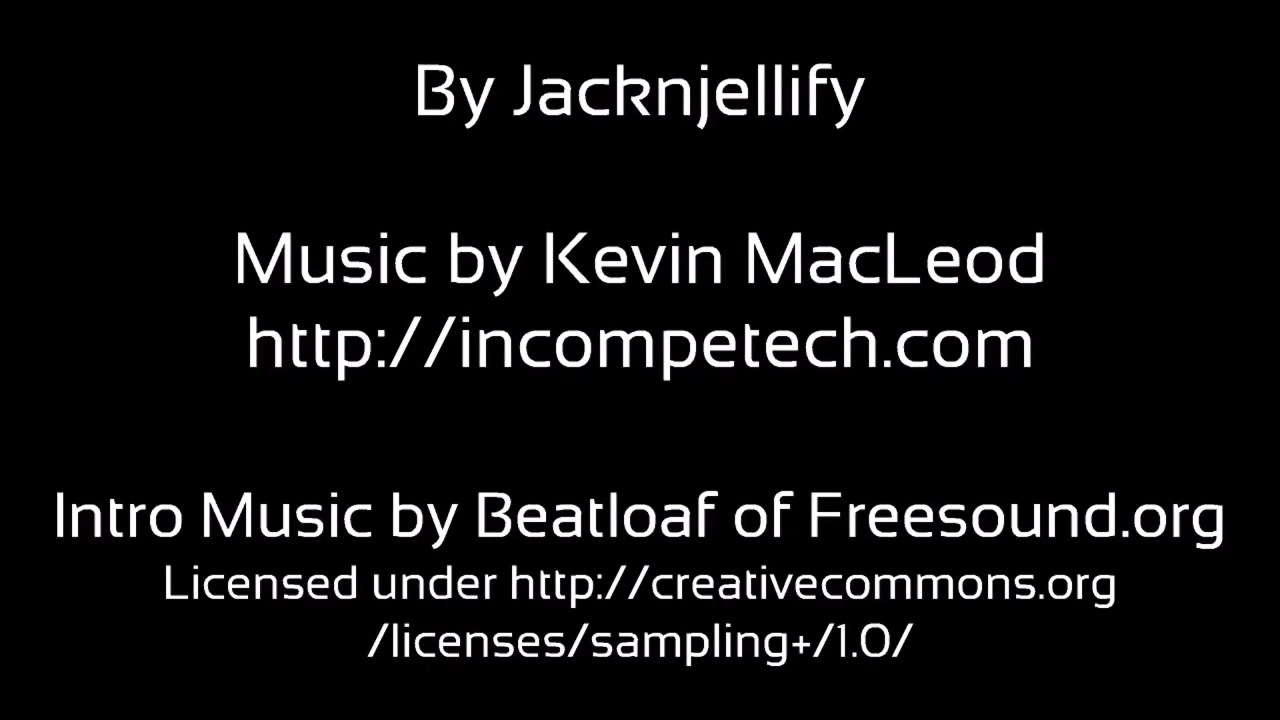 By Jacknjellify
Music by Kevin MacLeod
http://incompetech.com
Intro Music by Beatloaf of Freesound.org
Licensed under http://creativecommons.org
/licenses/sampling+/1.0/